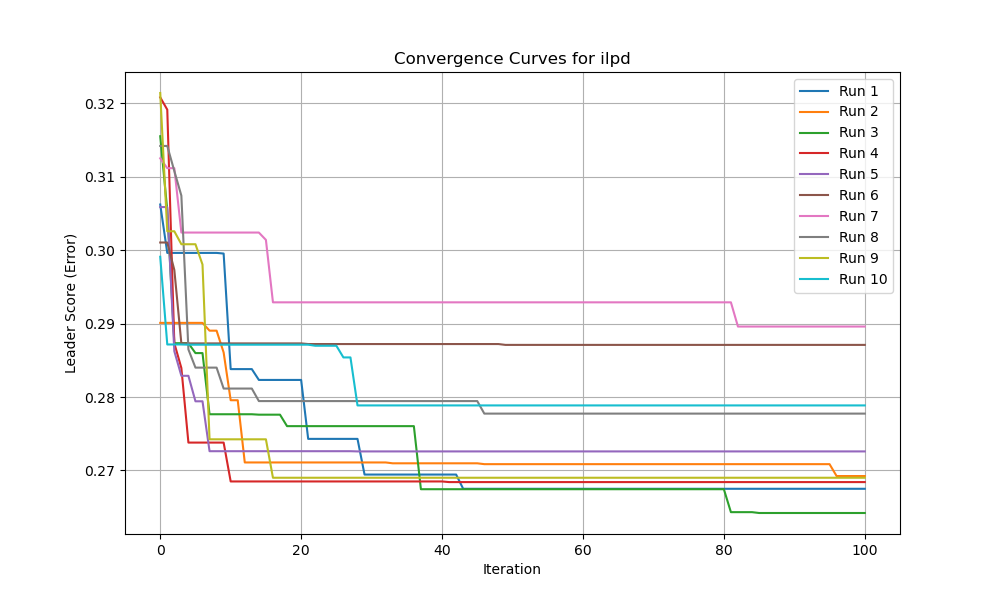 Convergence Curves for ilpd
Leader Score (Error)
0.32
0.31
0.30
0.29
0.28
0.27
0
20
40
60
80
100
Iteration
Run 1
Run 2
Run 3
Run 4
Run 5
Run 6
Run 7
Run 8
Run 9
Run 10